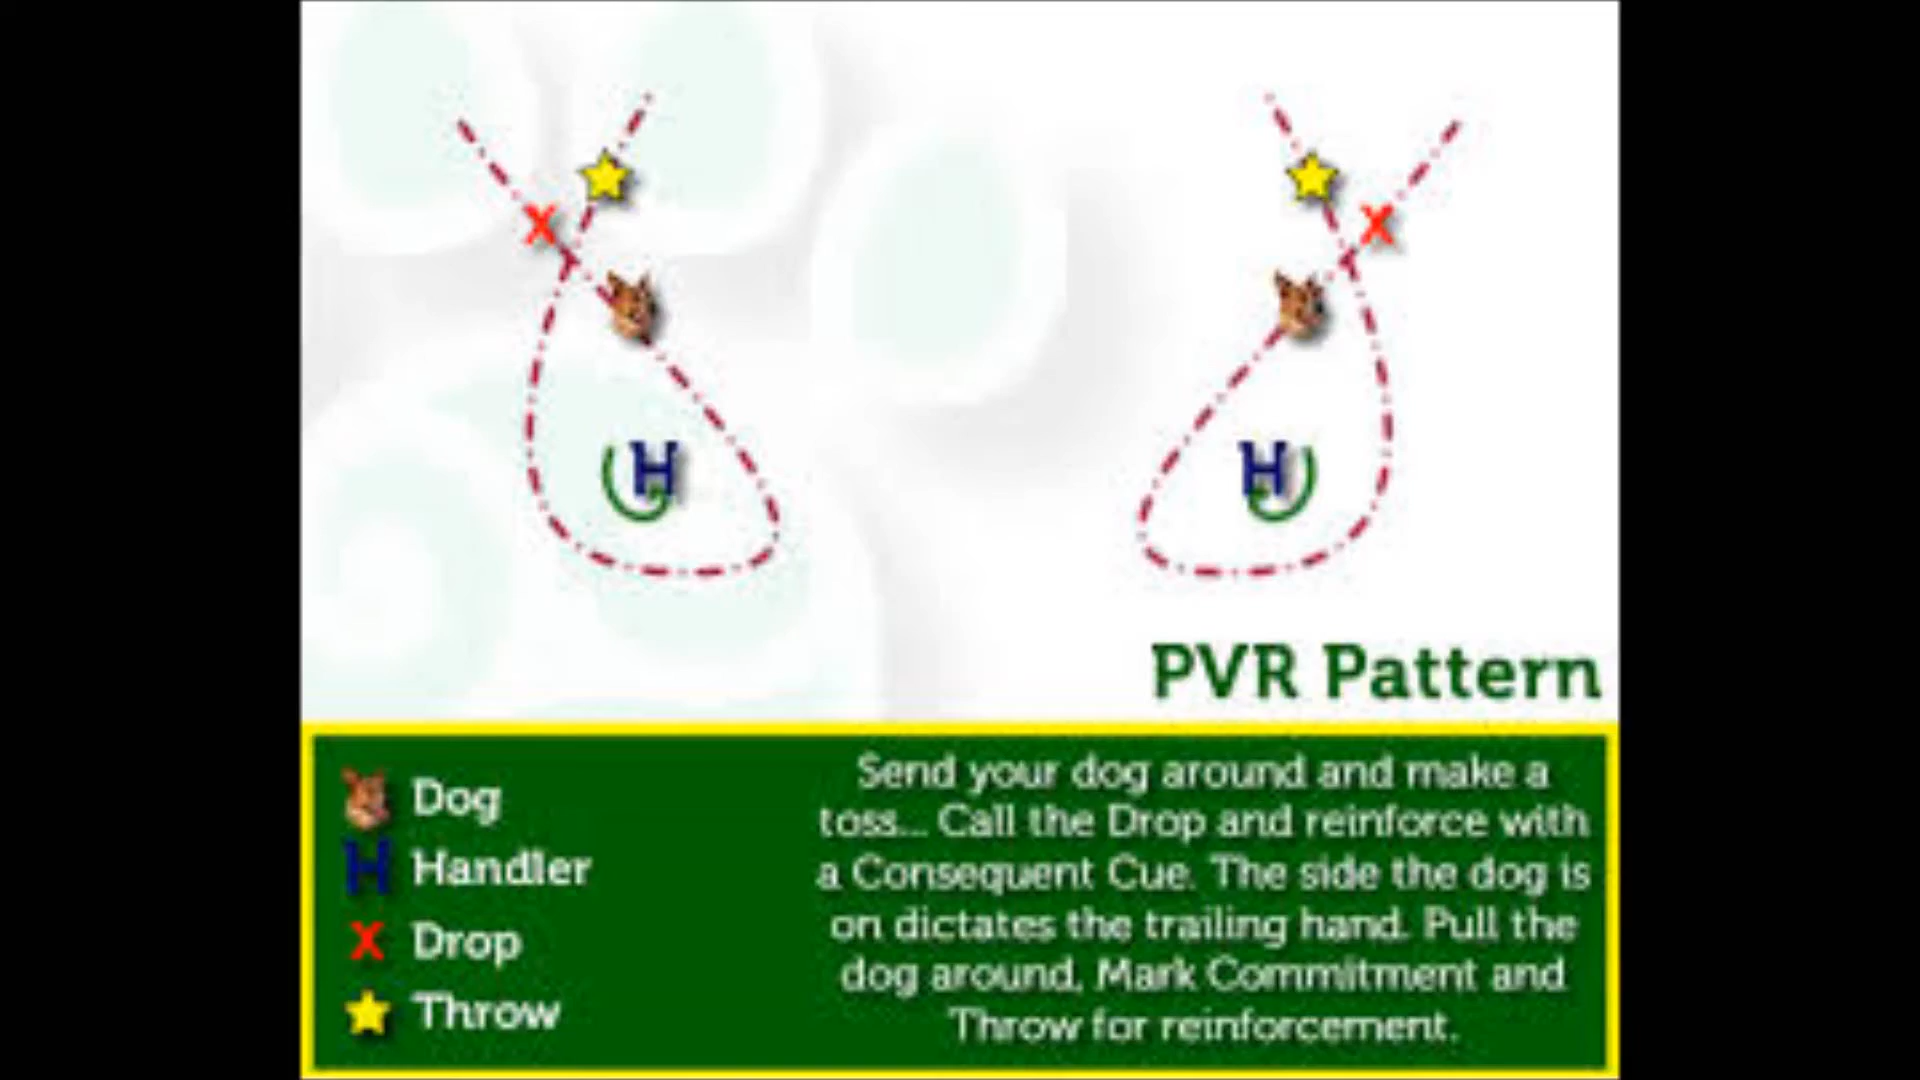 X
X
H
H
PVR Pattern
Dog
H Handler
X Drop
Throw
Send your dog around and make a
toss... Call the Drop and reinforce with
a Consequent Cue. The side the dog is
on dictates the trailing hand. Pull the
dog around, Mark Commitment and
Throw for reinforcement.